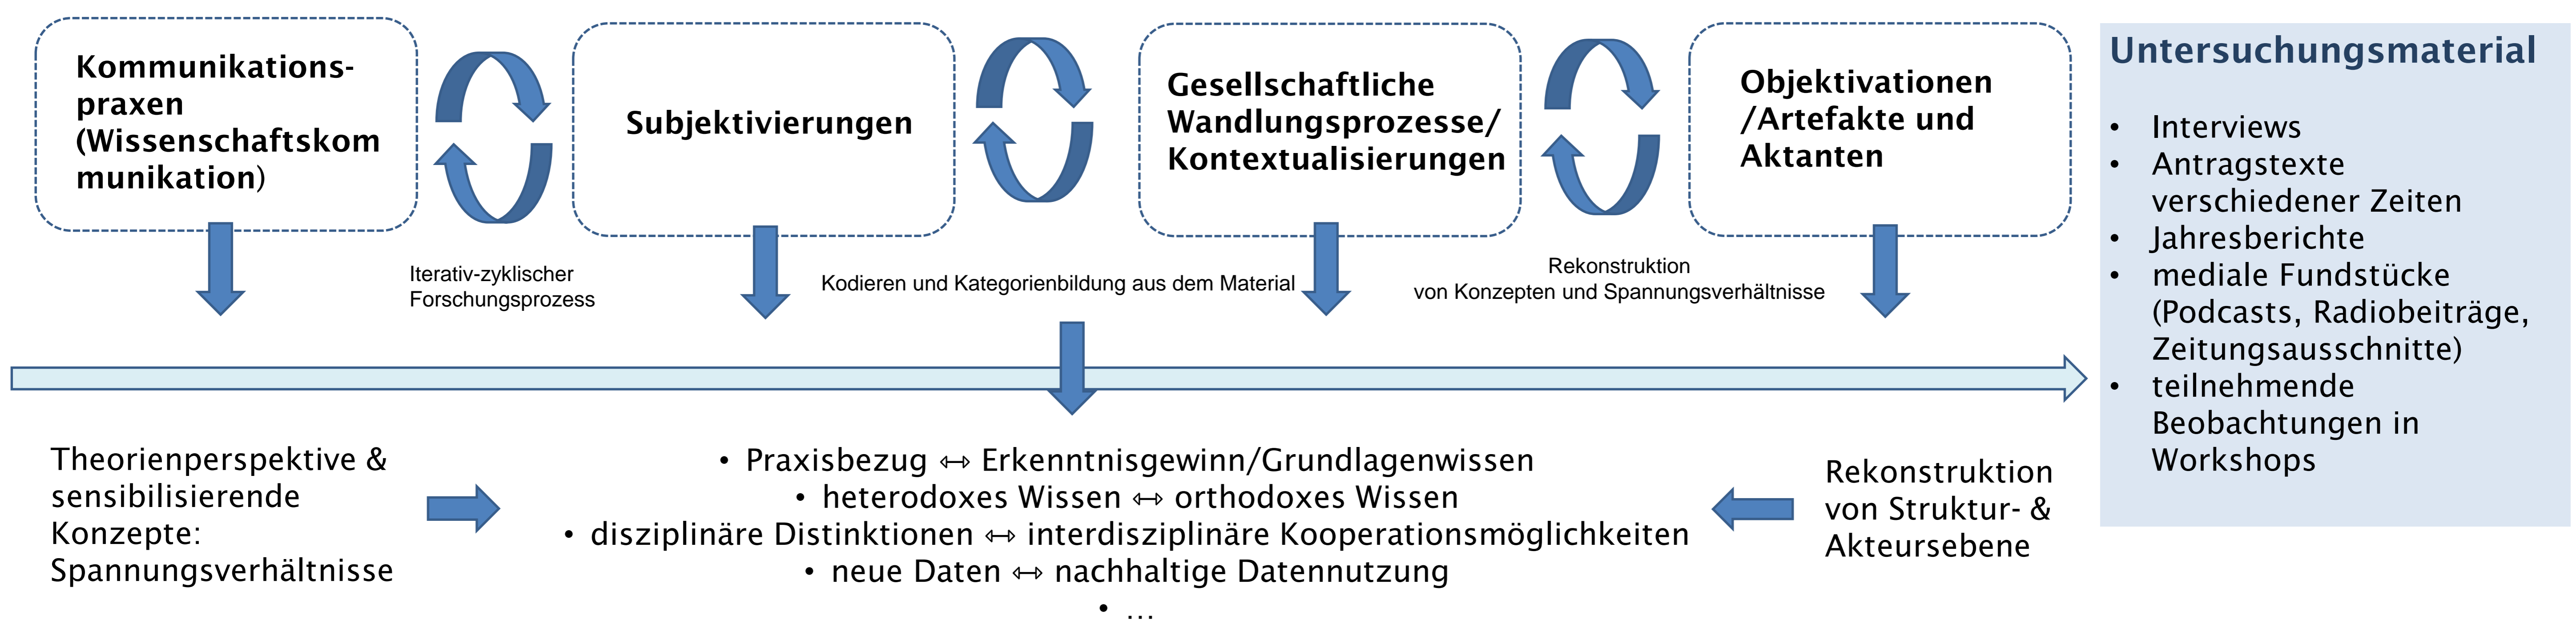 Kommunikations-
praxen
(Wissenschaftskom
munikation)
Subjektivierungen
Gesellschaftliche
Wandlungsprozesse/
Kontextualisierungen
Objektivationen
/Artefakte und
Aktanten
Iterativ-zyklischer
Forschungsprozess
Kodieren und Kategorienbildung aus dem Material
Rekonstruktion
von Konzepten und Spannungsverhältnisse
Theorienperspektive &
sensibilisierende
Konzepte:
Spannungsverhältnisse
• Praxisbezug ⇿ Erkenntnisgewinn/Grundlagenwissen
• heterodoxes Wissen ⇿ orthodoxes Wissen
• disziplinäre Distinktionen ⇿ interdisziplinäre Kooperationsmöglichkeiten
• neue Daten ⇿ nachhaltige Datennutzung
• …
Rekonstruktion
von Struktur- &
Akteursebene
Untersuchungsmaterial
• Interviews
• Antragstexte
verschiedener Zeiten
• Jahresberichte
• mediale Fundstücke
(Podcasts, Radiobeiträge,
Zeitungsausschnitte)
• teilnehmende
Beobachtungen in
Workshops